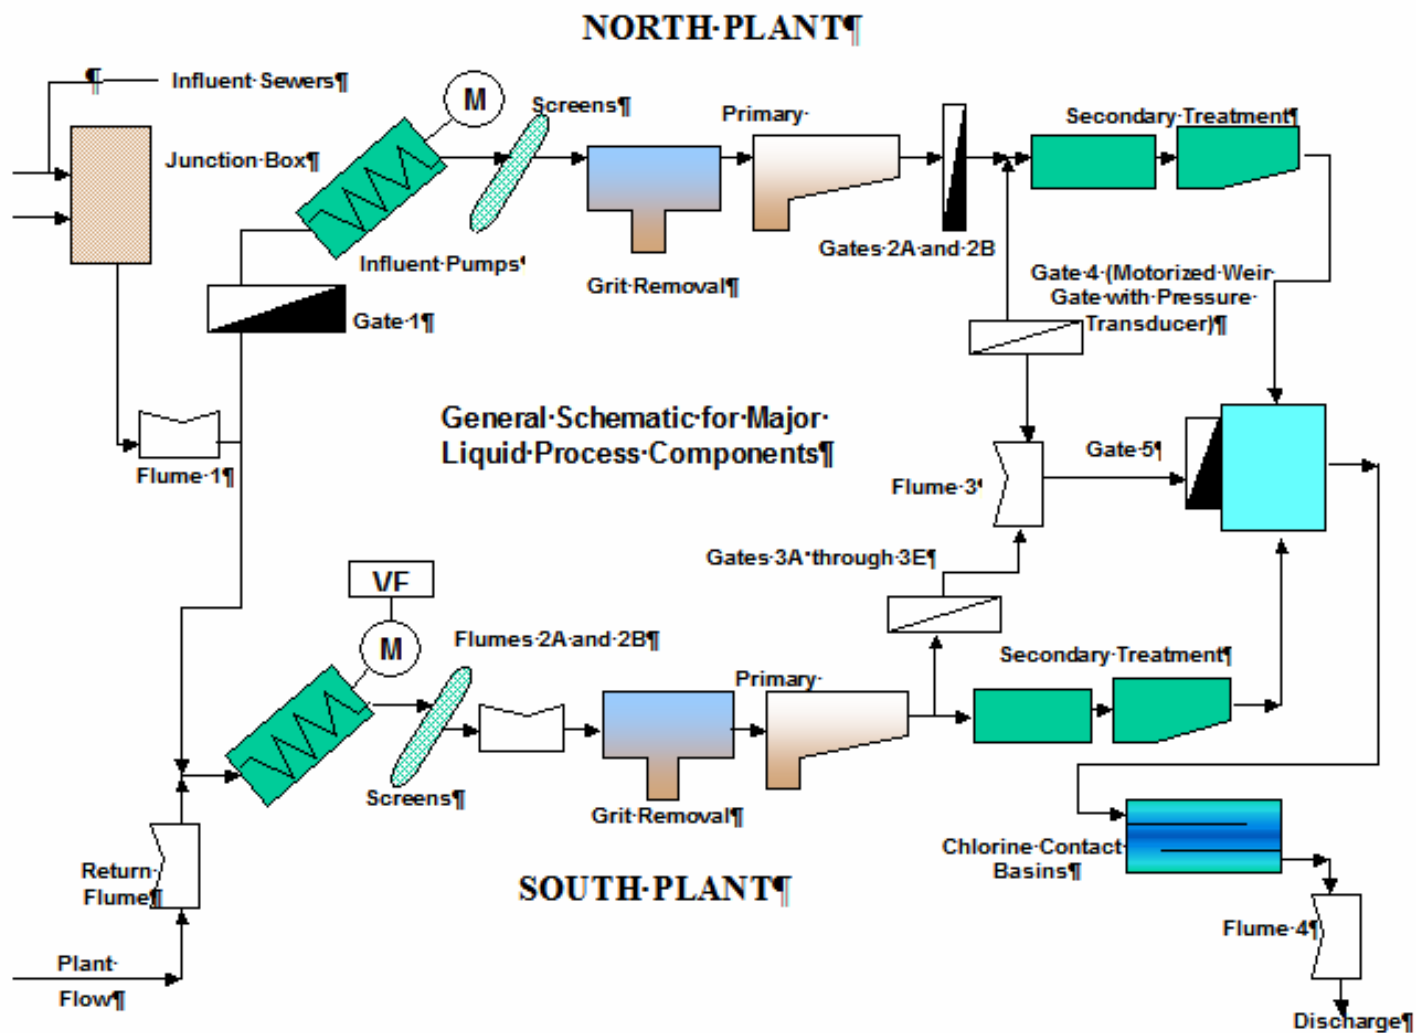 NORTH·PLANT¶
¶
Influent·Sewers¶
M
Screens¶
Primary·
Secondary·Treatment¶
Junction·Box¶
Influent·Pumps¶
Grit·Removal¶
Gates·2A·and·2B
Gate·4·(Motorized·Weir·
Gate·with·Pressure·
Transducer)¶
Gate·1¶
General·Schematic·for·Major·
Liquid·Process·Components¶
Flume·1¶
Flume·3¶
Gate·5¶
Gates·3A·through·3E¶
VF
M
Flumes·2A·and·2B¶
Primary·
Secondary·Treatment¶
Screens¶
Grit·Removal¶
Return·
Flume¶
SOUTH·PLANT¶
Chlorine·Contact·
Basins¶
Flume·4¶
Plant·
Flow¶
Discharge¶